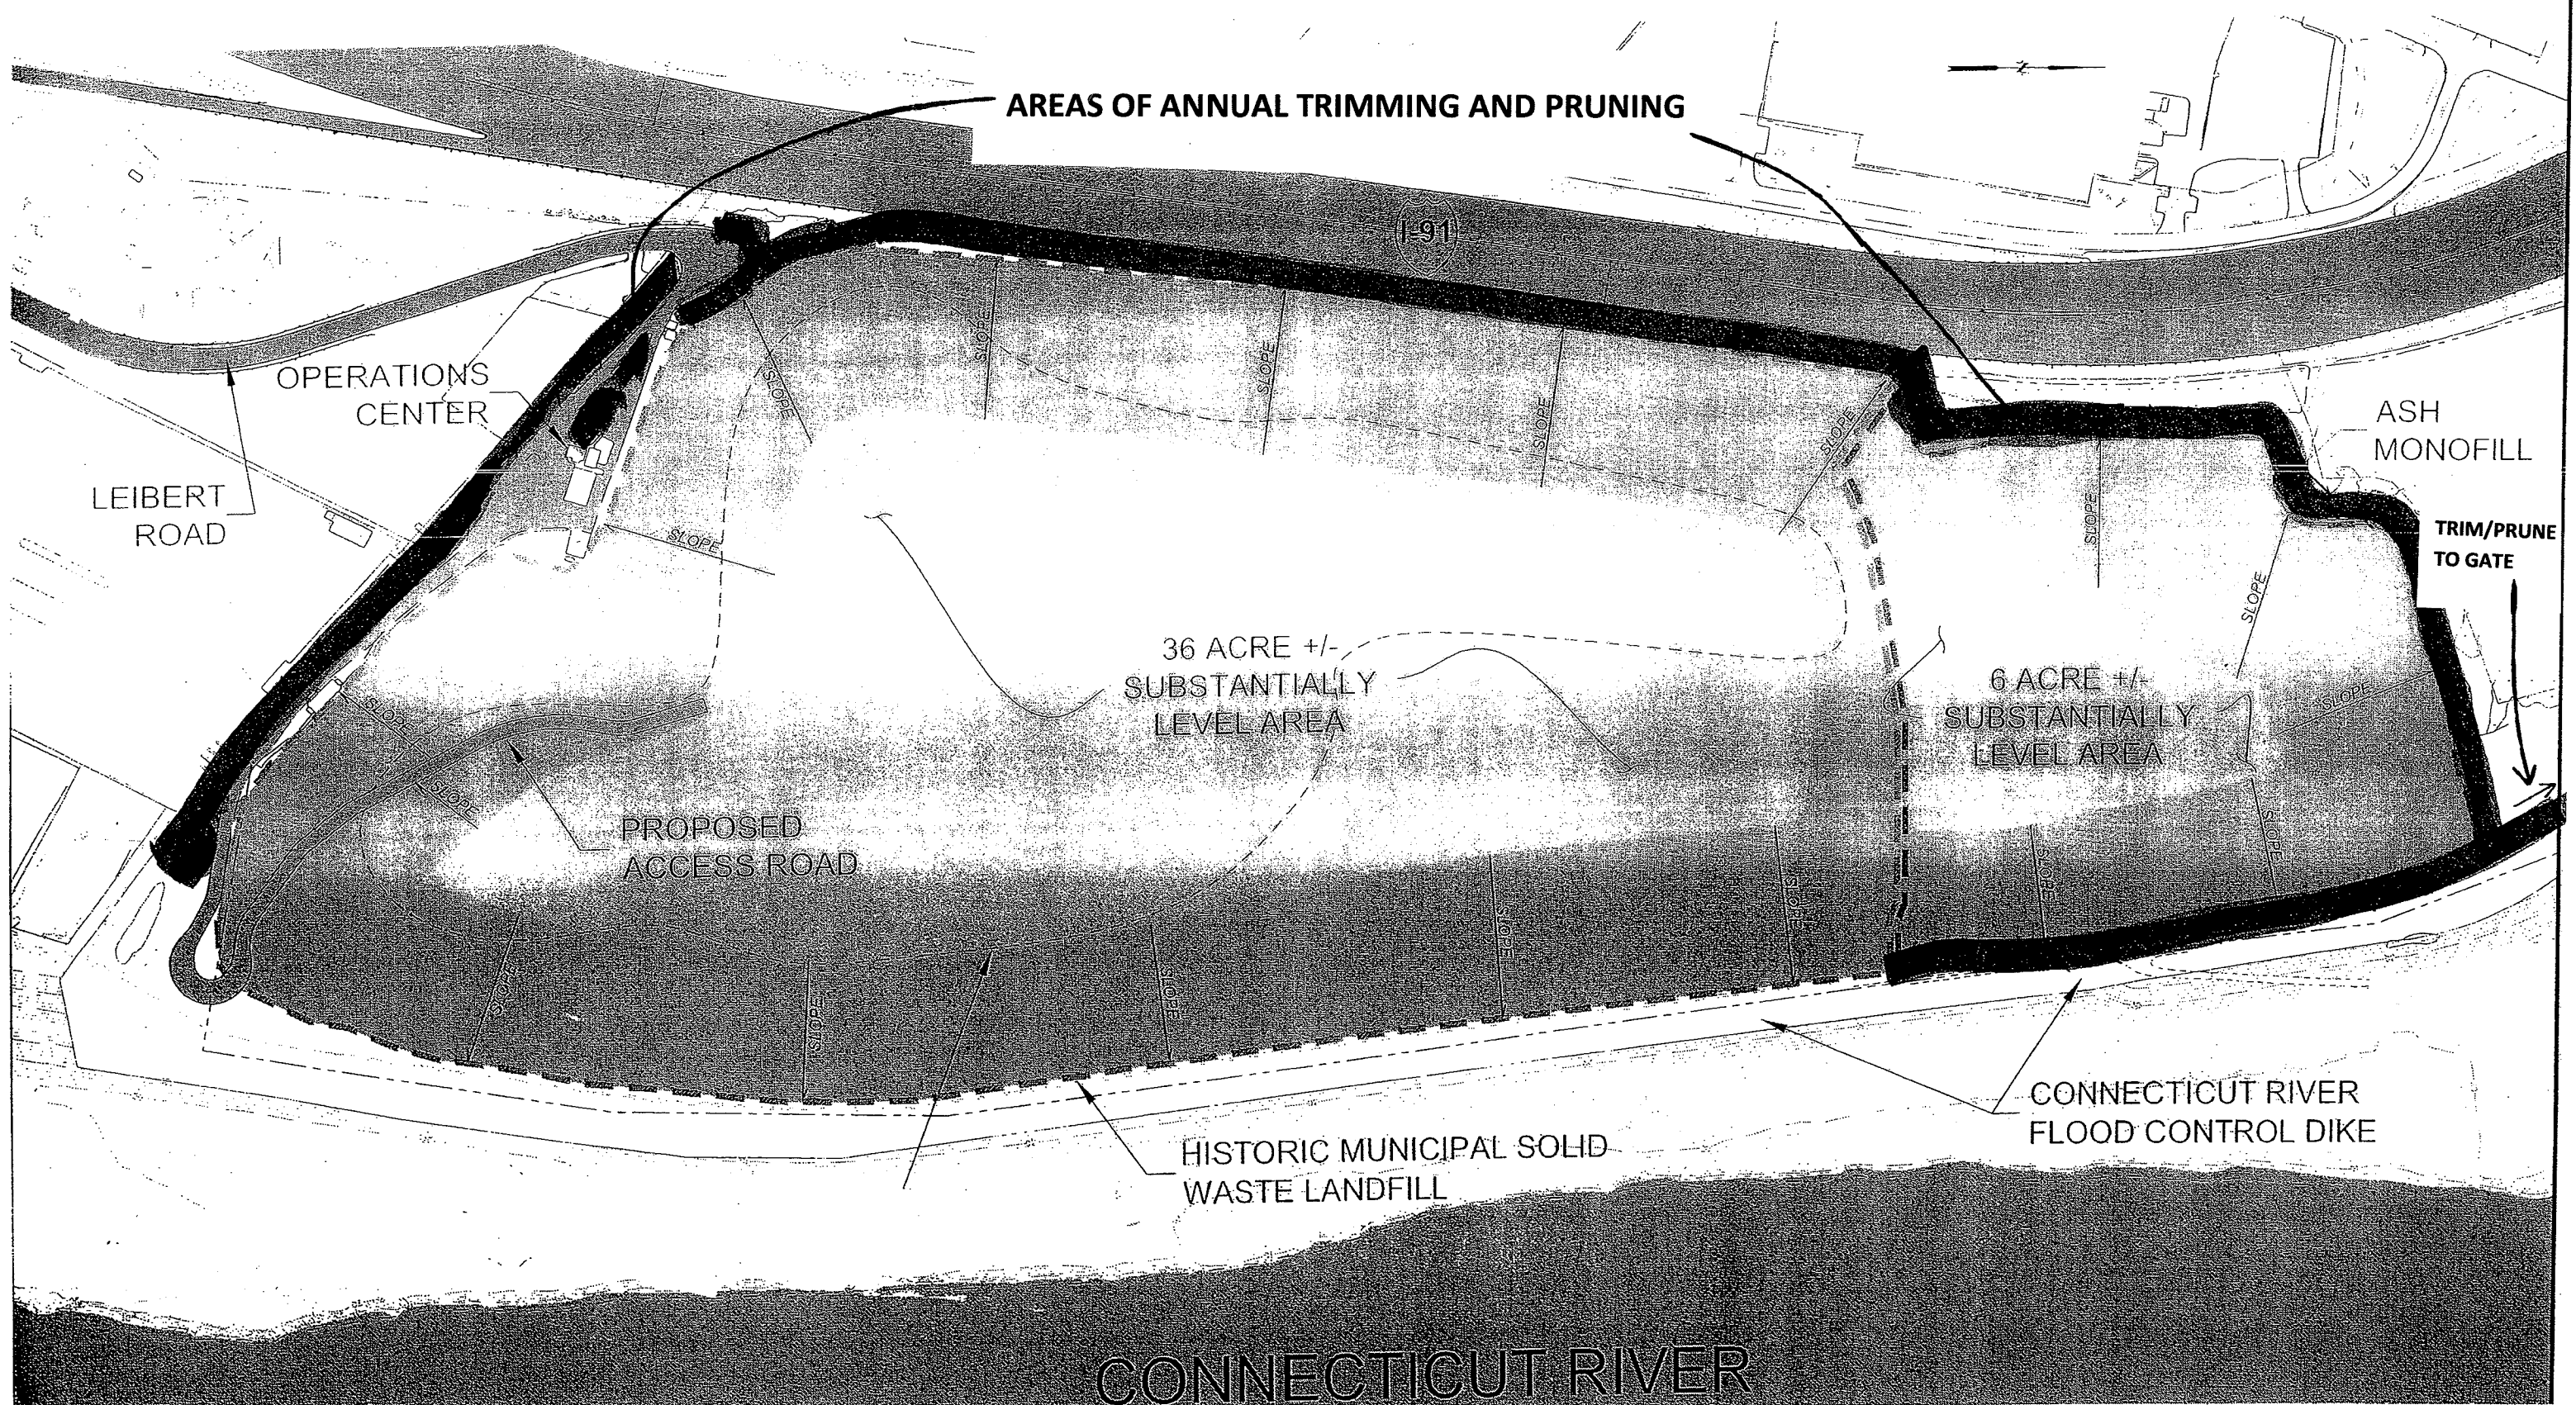 AREAS OF ANNUAL TRIMMING AND PRUNING
Z
I-91
OPERATIONS
CENTER
LEIBERT
ROAD
ASH
MONOFILL
TRIM/PRUNE
TO GATE
SLOPE
SLOPE
SLOPE
SLOPE
SLOPE
SLOPE
SLOPE
SLOPE
36 ACRE +/-
SUBSTANTIALLY
LEVEL AREA
6 ACRE +/-
SUBSTANTIALLY
LEVEL AREA
SLOPE
SLOPE
SLOPE
PROPOSED
ACCESS ROAD
SLOPE
SLOPE
SLOPE
SLOPE
SLOPE
SLOPE
SLOPE
CONNECTICUT RIVER
FLOOD CONTROL DIKE
HISTORIC MUNICIPAL SOLID
WASTE LANDFILL
CONNECTICUT RIVER